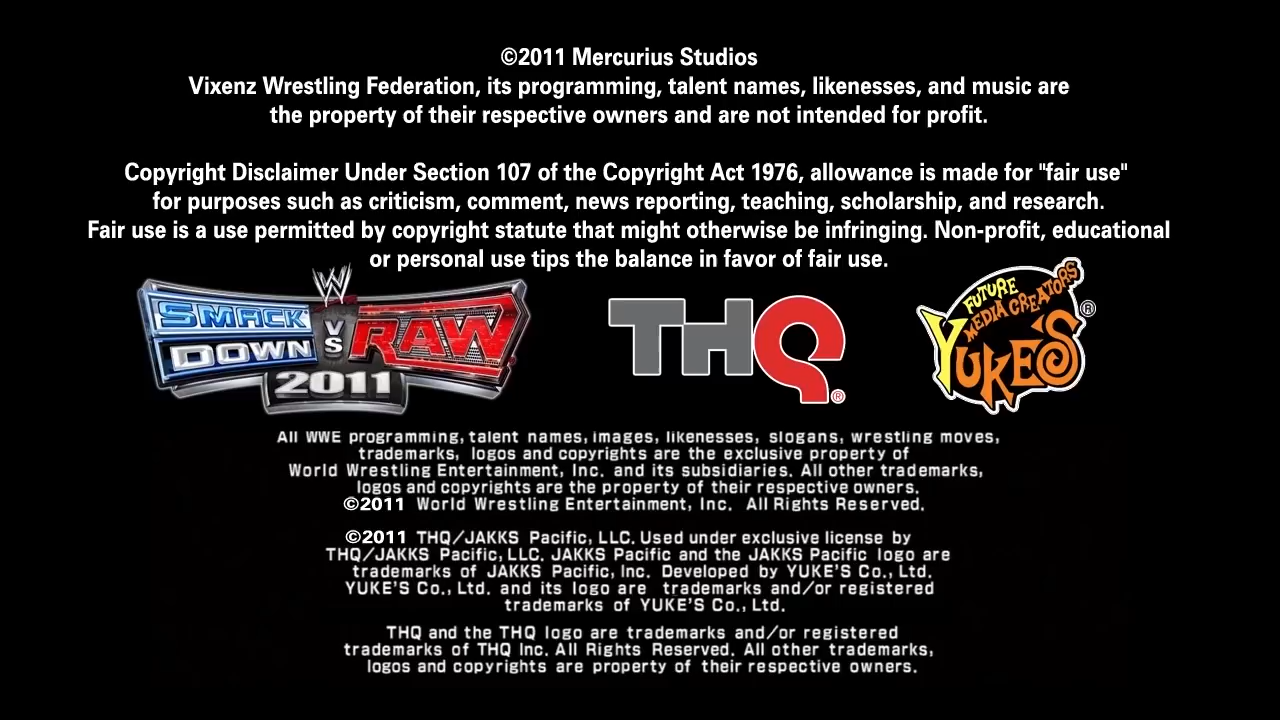 ©2011 Mercurius Studios
Vixenz Wrestling Federation, its programming, talent names, likenesses, and music are
the property of their respective owners and are not intended for profit.
Copyright Disclaimer Under Section 107 of the Copyright Act 1976, allowance is made for "fair use"
for purposes such as criticism, comment, news reporting, teaching, scholarship, and research.
Fair use is a use permitted by copyright statute that might otherwise be infringing. Non-profit, educational
or personal use tips the balance in favor of fair use.
W
SMACK
DOWN
VS
RAW
2011
THQ®
FUTURE
MEDIA CREATORS
YUKE'S
®
All WWE programming, talent names, images, likenesses, slogans, wrestling moves,
trademarks, logos and copyrights are the exclusive property of
World Wrestling Entertainment, Inc. and its subsidiaries. All other trademarks,
logos and copyrights are the property of their respective owners.
©2011 World Wrestling Entertainment, Inc. All Rights Reserved.
©2011 THQ/JAKKS Pacific, LLC. Used under exclusive license by
THQ/JAKKS Pacific, LLC. JAKKS Pacific and the JAKKS Pacific logo are
trademarks of JAKKS Pacific, Inc. Developed by YUKE'S Co., Ltd.
YUKE'S Co., Ltd. and its logo are trademarks and/or registered
trademarks of YUKE'S Co., Ltd.
THQ and the THQ logo are trademarks and/or registered
trademarks of THQ Inc. All Rights Reserved. All other trademarks,
logos and copyrights are property of their respective owners.